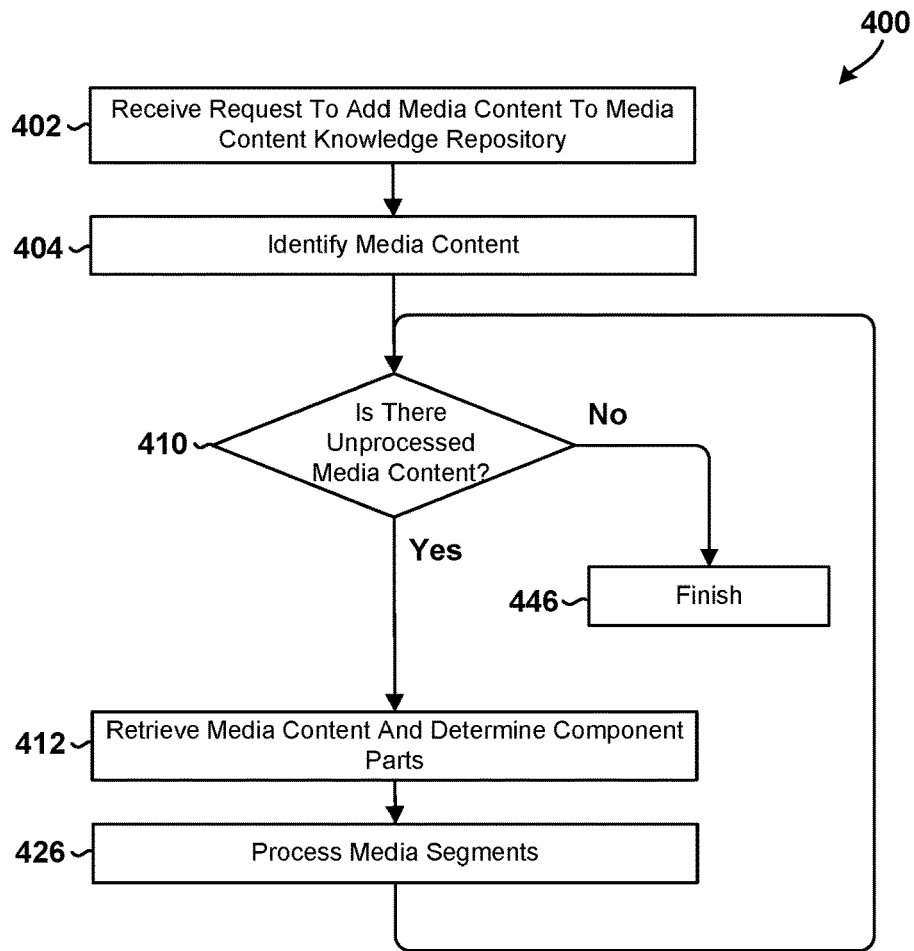 400
402
Receive Request To Add Media Content To Media
Content Knowledge Repository
404
Identify Media Content
410
Is There
Unprocessed
Media Content?
No
Yes
446
Finish
412
Retrieve Media Content And Determine Component
Parts
426
Process Media Segments